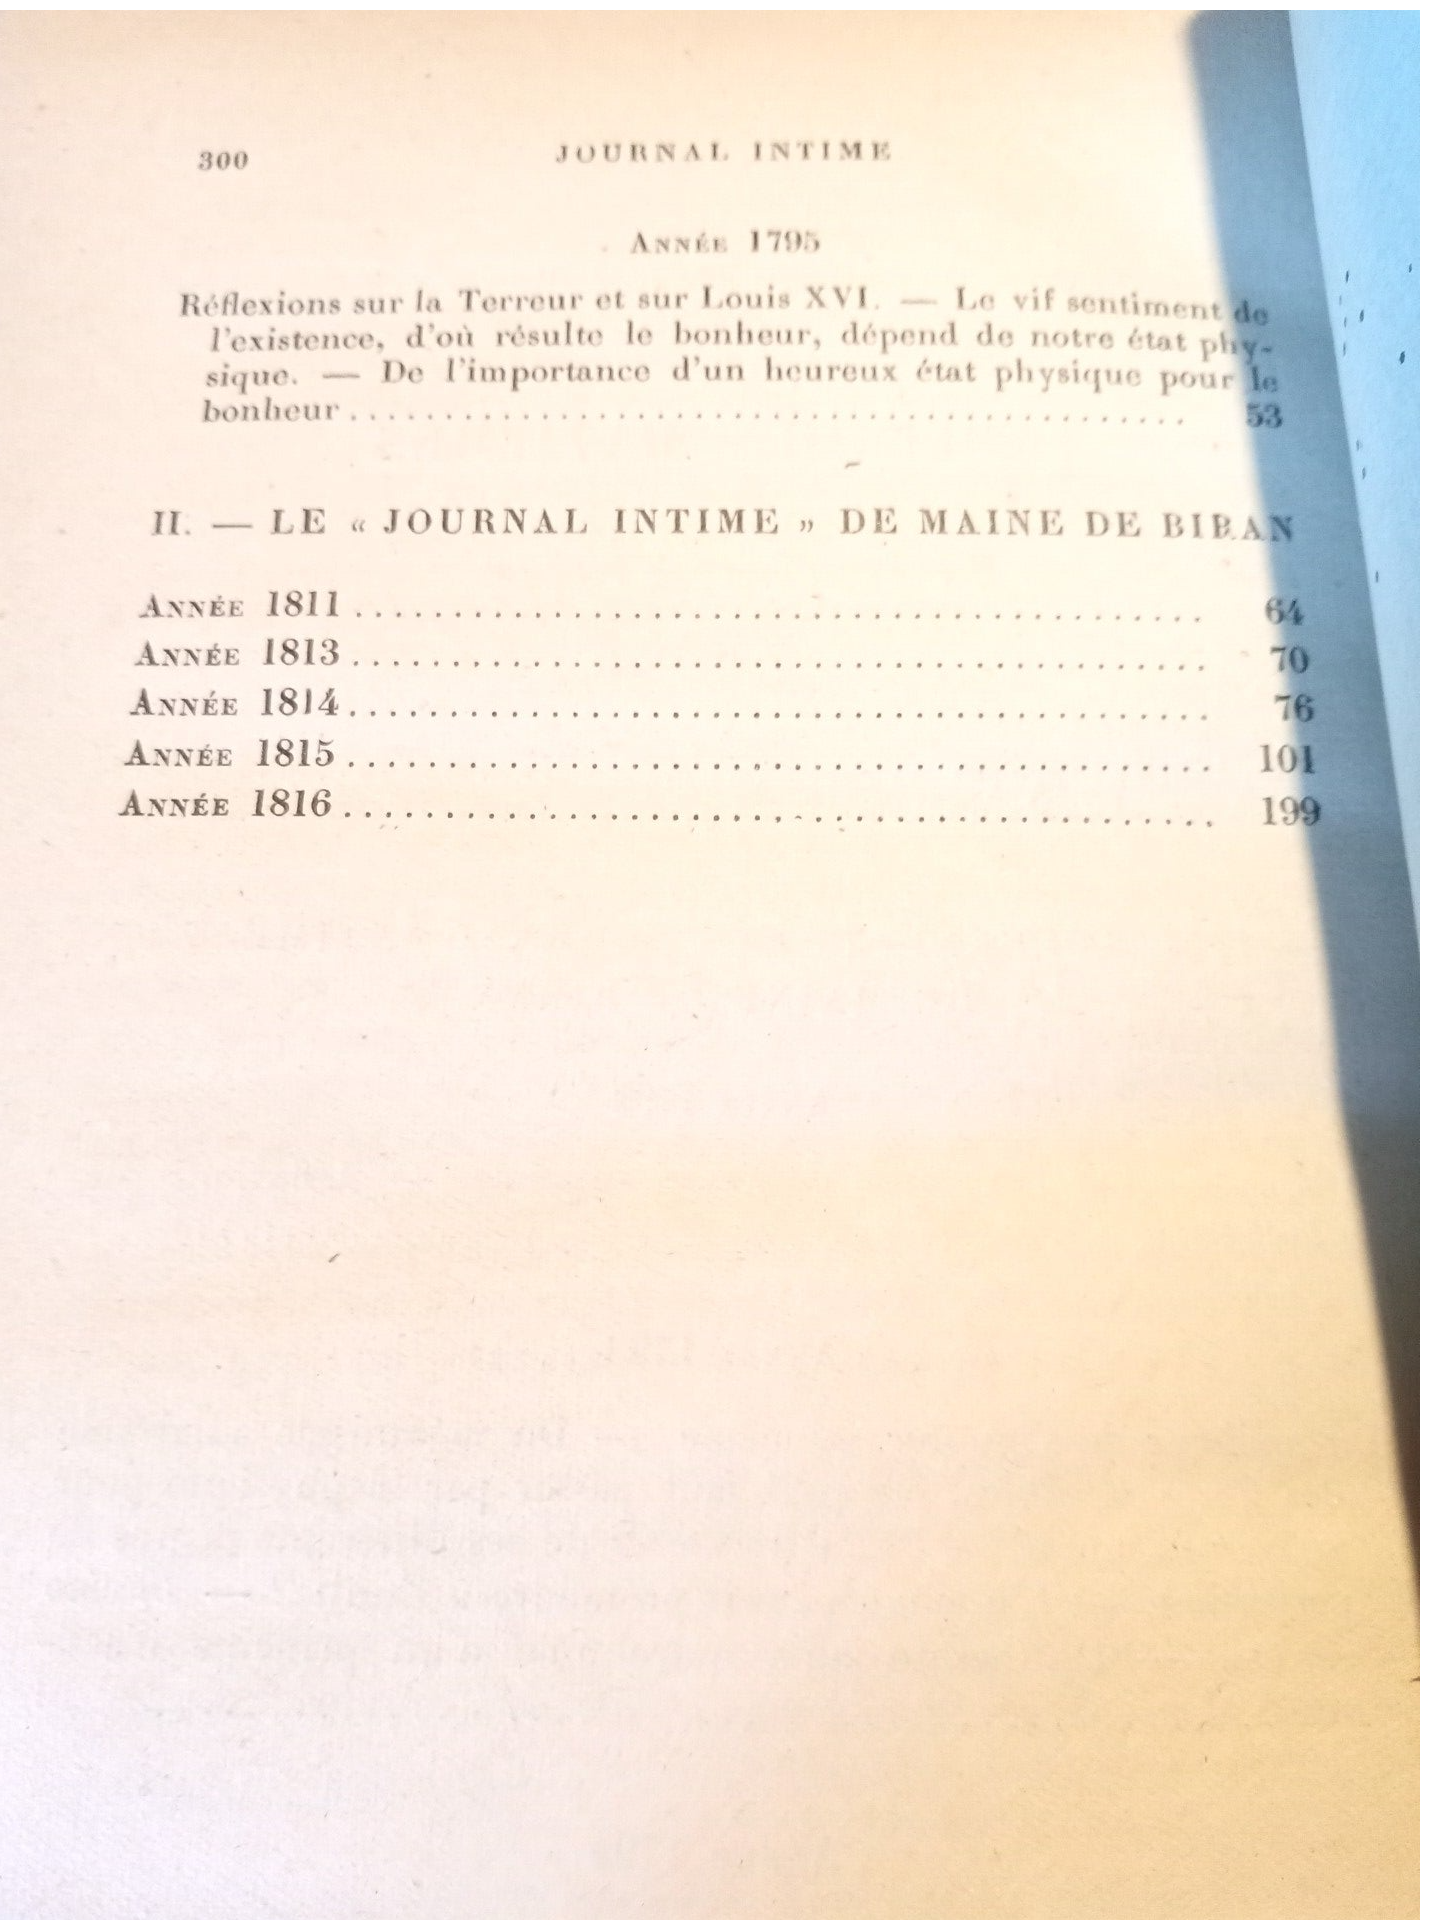 300 JOURNAL INTIME
ANNÉE 1795
Réflexions sur la Terreur et sur Louis XVI. — Le vif sentiment de
l'existence, d'où résulte le bonheur, dépend de notre état phy-
sique. — De l'importance d'un heureux état physique pour le
bonheur . . . . . . . . . . . . . . . . . . . . . . . . . . . . . . . . . . . . . . . . . . 53
II. — LE « JOURNAL INTIME » DE MAINE DE BIRAN
ANNÉE 1811 . . . . . . . . . . . . . . . . . . . . . . . . . . . . . . . . . . . . . . . . . . 64
ANNÉE 1813 . . . . . . . . . . . . . . . . . . . . . . . . . . . . . . . . . . . . . . . . . . 70
ANNÉE 1814 . . . . . . . . . . . . . . . . . . . . . . . . . . . . . . . . . . . . . . . . . . 76
ANNÉE 1815 . . . . . . . . . . . . . . . . . . . . . . . . . . . . . . . . . . . . . . . . . . 101
ANNÉE 1816 . . . . . . . . . . . . . . . . . . . . . . . . . . . . . . . . . . . . . . . . . . 199